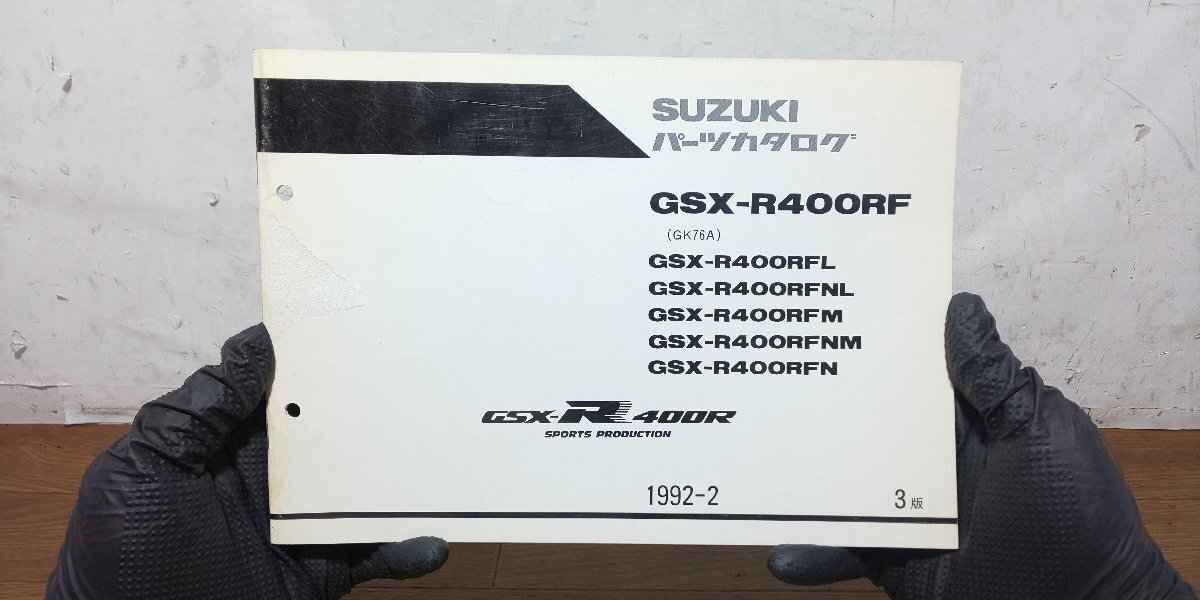 SUZUKI
パーツカタログ
GSX-R400RF
(GK76A)
GSX-R400RFL
GSX-R400RFNL
GSX-R400RFM
GSX-R400RFNM
GSX-R400RFN
GSX-R 400R
SPORTS PRODUCTION
1992-2
3版